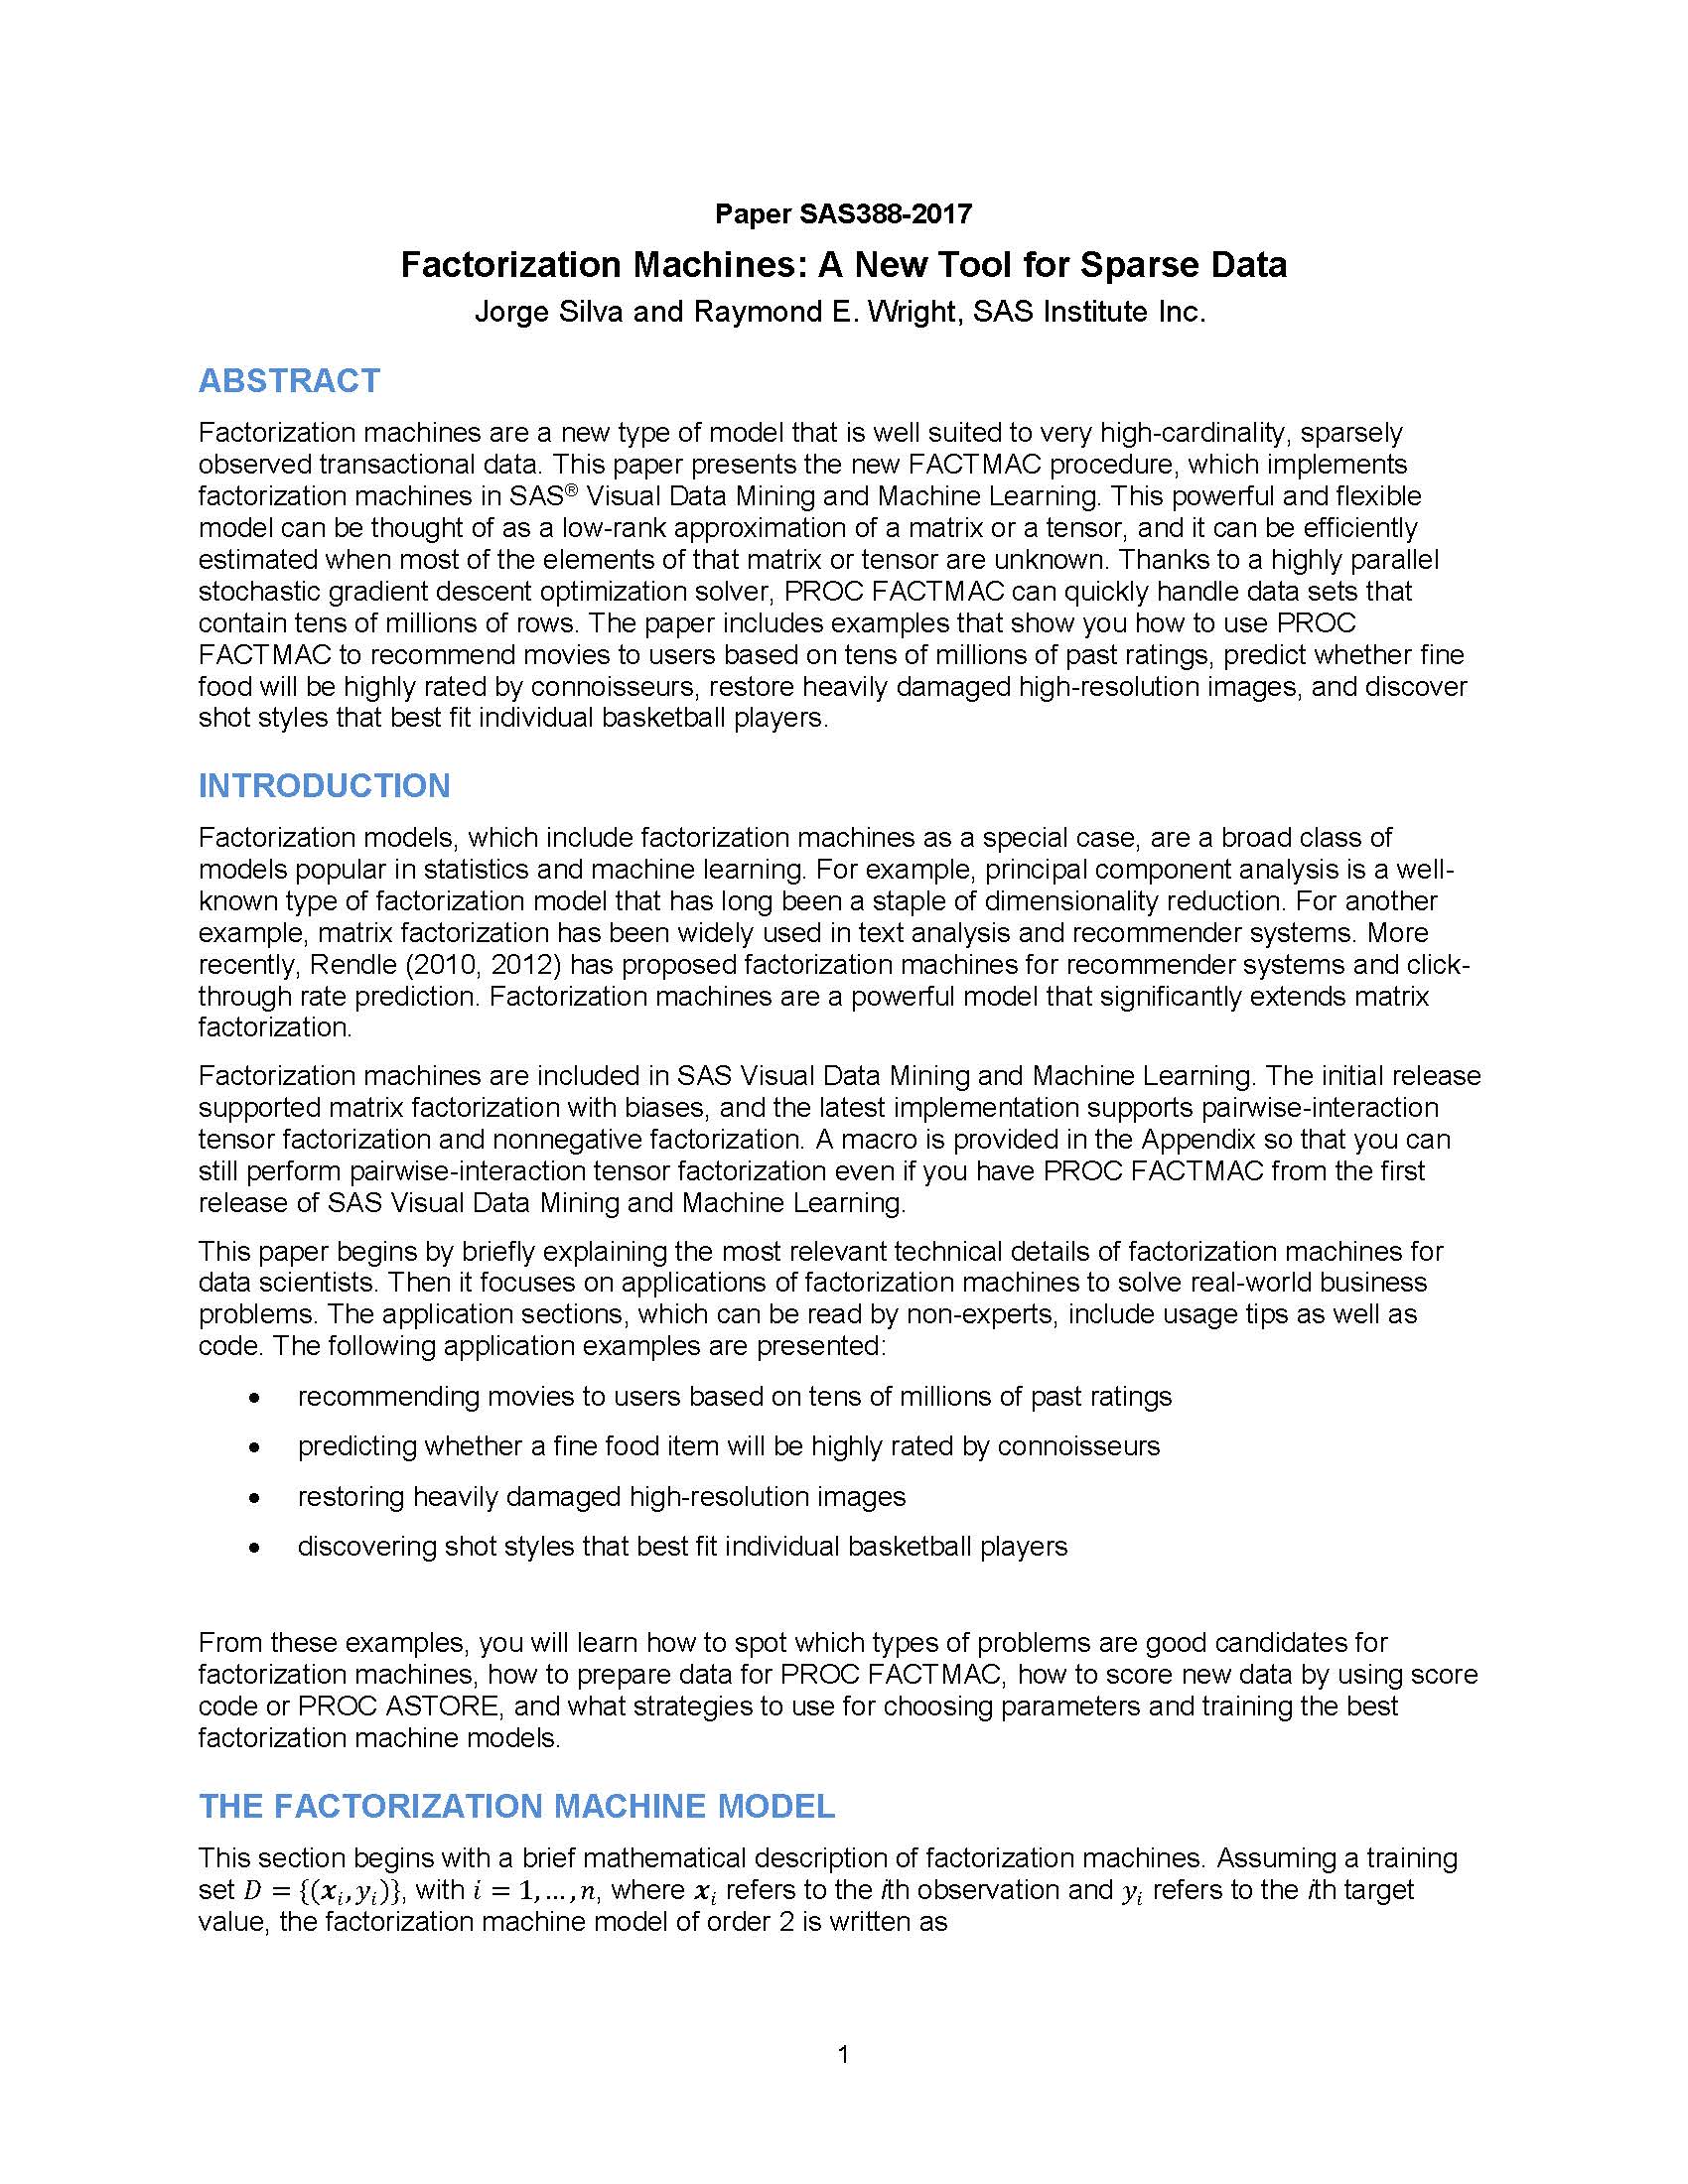 Paper SAS388-2017
Factorization Machines: A New Tool for Sparse Data
Jorge Silva and Raymond E. Wright, SAS Institute Inc.
ABSTRACT
Factorization machines are a new type of model that is well suited to very high-cardinality, sparsely
observed transactional data. This paper presents the new FACTMAC procedure, which implements
factorization machines in SAS® Visual Data Mining and Machine Learning. This powerful and flexible
model can be thought of as a low-rank approximation of a matrix or a tensor, and it can be efficiently
estimated when most of the elements of that matrix or tensor are unknown. Thanks to a highly parallel
stochastic gradient descent optimization solver, PROC FACTMAC can quickly handle data sets that
contain tens of millions of rows. The paper includes examples that show you how to use PROC
FACTMAC to recommend movies to users based on tens of millions of past ratings, predict whether fine
food will be highly rated by connoisseurs, restore heavily damaged high-resolution images, and discover
shot styles that best fit individual basketball players.
INTRODUCTION
Factorization models, which include factorization machines as a special case, are a broad class of
models popular in statistics and machine learning. For example, principal component analysis is a well-
known type of factorization model that has long been a staple of dimensionality reduction. For another
example, matrix factorization has been widely used in text analysis and recommender systems. More
recently, Rendle (2010, 2012) has proposed factorization machines for recommender systems and click-
through rate prediction. Factorization machines are a powerful model that significantly extends matrix
factorization.
Factorization machines are included in SAS Visual Data Mining and Machine Learning. The initial release
supported matrix factorization with biases, and the latest implementation supports pairwise-interaction
tensor factorization and nonnegative factorization. A macro is provided in the Appendix so that you can
still perform pairwise-interaction tensor factorization even if you have PROC FACTMAC from the first
release of SAS Visual Data Mining and Machine Learning.
This paper begins by briefly explaining the most relevant technical details of factorization machines for
data scientists. Then it focuses on applications of factorization machines to solve real-world business
problems. The application sections, which can be read by non-experts, include usage tips as well as
code. The following application examples are presented:
• recommending movies to users based on tens of millions of past ratings
• predicting whether a fine food item will be highly rated by connoisseurs
• restoring heavily damaged high-resolution images
• discovering shot styles that best fit individual basketball players
From these examples, you will learn how to spot which types of problems are good candidates for
factorization machines, how to prepare data for PROC FACTMAC, how to score new data by using score
code or PROC ASTORE, and what strategies to use for choosing parameters and training the best
factorization machine models.
THE FACTORIZATION MACHINE MODEL
This section begins with a brief mathematical description of factorization machines. Assuming a training
set 𝐷 = {(𝒙ᵢ, 𝑦ᵢ)}, with 𝑖 = 1, … , 𝑛, where 𝒙ᵢ refers to the ith observation and 𝑦ᵢ refers to the ith target
value, the factorization machine model of order 2 is written as
1